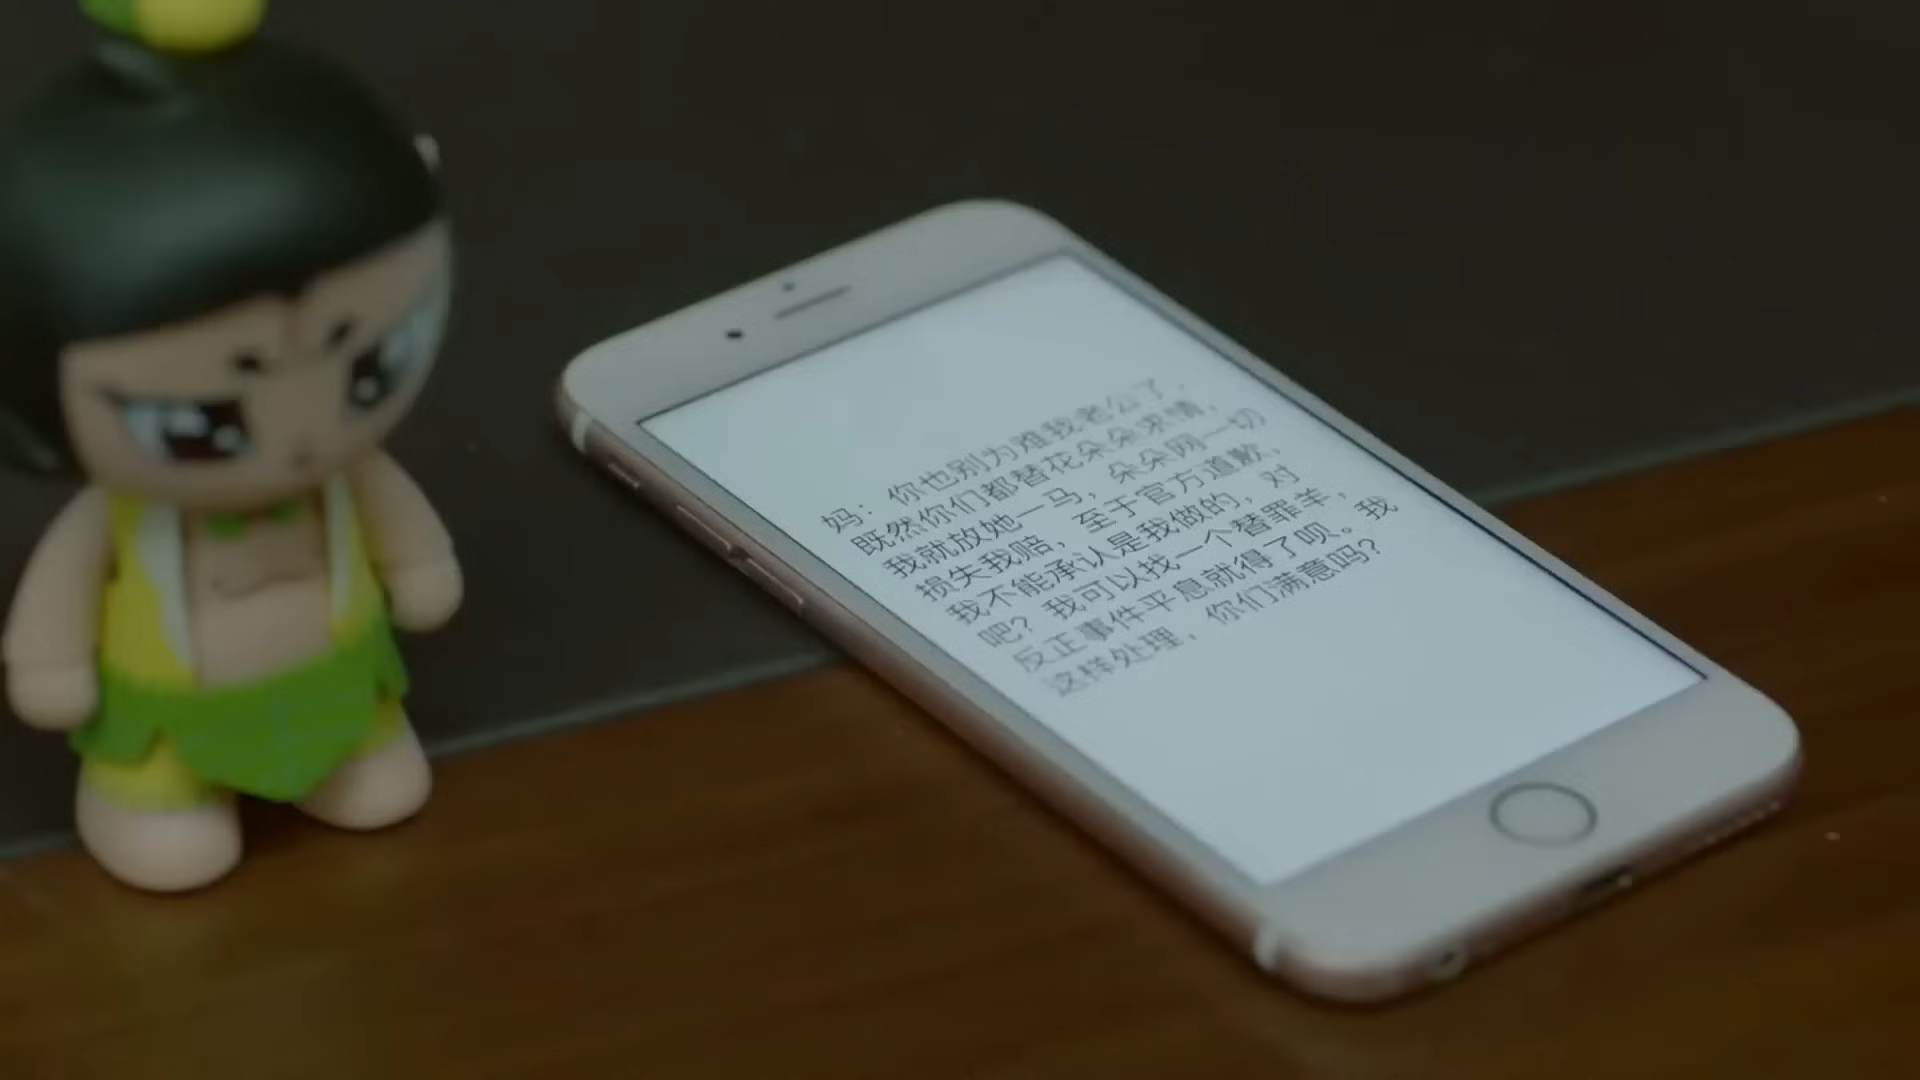 妈：你也别为难我老公了，
既然你们都替花朵朵求情，
我就放她一马，朵朵网一切
损失我赔，至于官方道歉，
我不能承认是我做的，对
吧？我可以找一个替罪羊，
反正事件平息就得了呗。我
这样处理，你们满意吗？